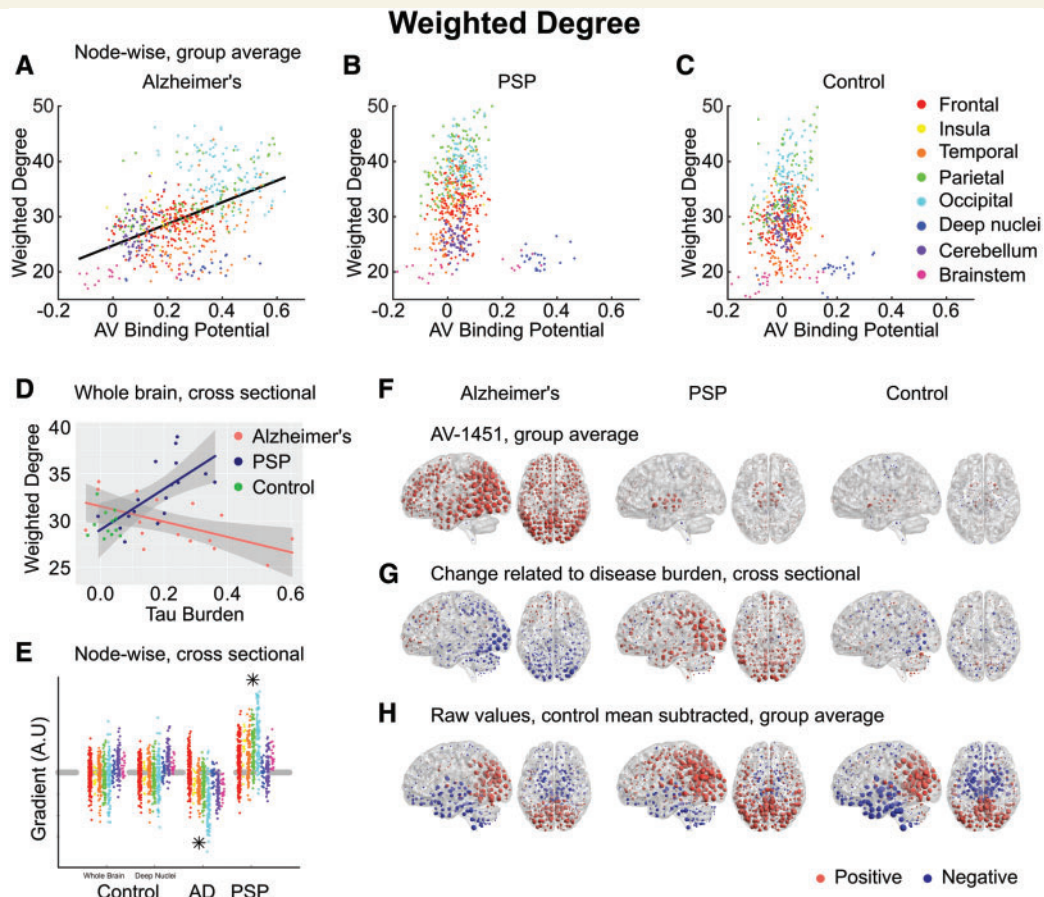 Weighted Degree
Node-wise, group average
A
Alzheimer's
B
PSP
C
Control
50
40
30
20
Weighted Degree
-0.2 0 0.2 0.4 0.6
AV Binding Potential
50
40
30
20
Weighted Degree
-0.2 0 0.2 0.4 0.6
AV Binding Potential
50
40
30
20
Weighted Degree
-0.2 0 0.2 0.4 0.6
AV Binding Potential
Frontal
Insula
Temporal
Parietal
Occipital
Deep nuclei
Cerebellum
Brainstem
D Whole brain, cross sectional
40
35
30
25
Weighted Degree
Alzheimer's
PSP
Control
0.0 0.2 0.4 0.6
Tau Burden
E Node-wise, cross sectional
Gradient (A.U)
*
*
Whole Brain Deep Nuclei
Control AD PSP
F
Alzheimer's PSP Control
AV-1451, group average
G Change related to disease burden, cross sectional
H Raw values, control mean subtracted, group average
Positive Negative